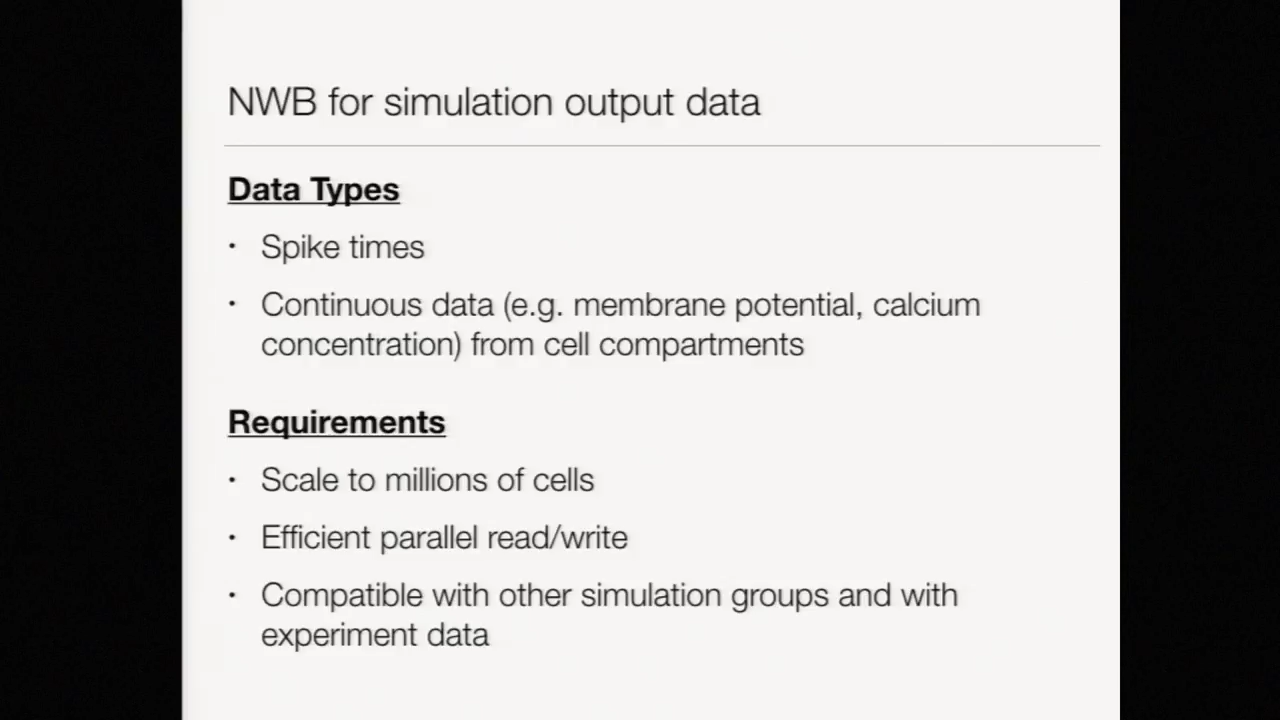 NWB for simulation output data
Data Types
• Spike times
• Continuous data (e.g. membrane potential, calcium
concentration) from cell compartments
Requirements
• Scale to millions of cells
• Efficient parallel read/write
• Compatible with other simulation groups and with
experiment data